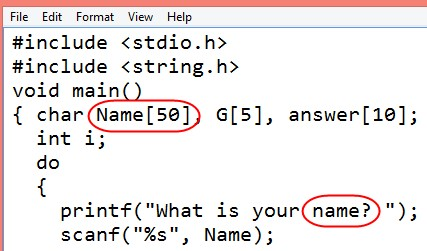 File Edit Format View Help
#include <stdio.h>
#include <string.h>
void main()
{ char Name[50], G[5], answer[10];
int i;
do
{
printf("What is your name? ");
scanf("%s", Name);